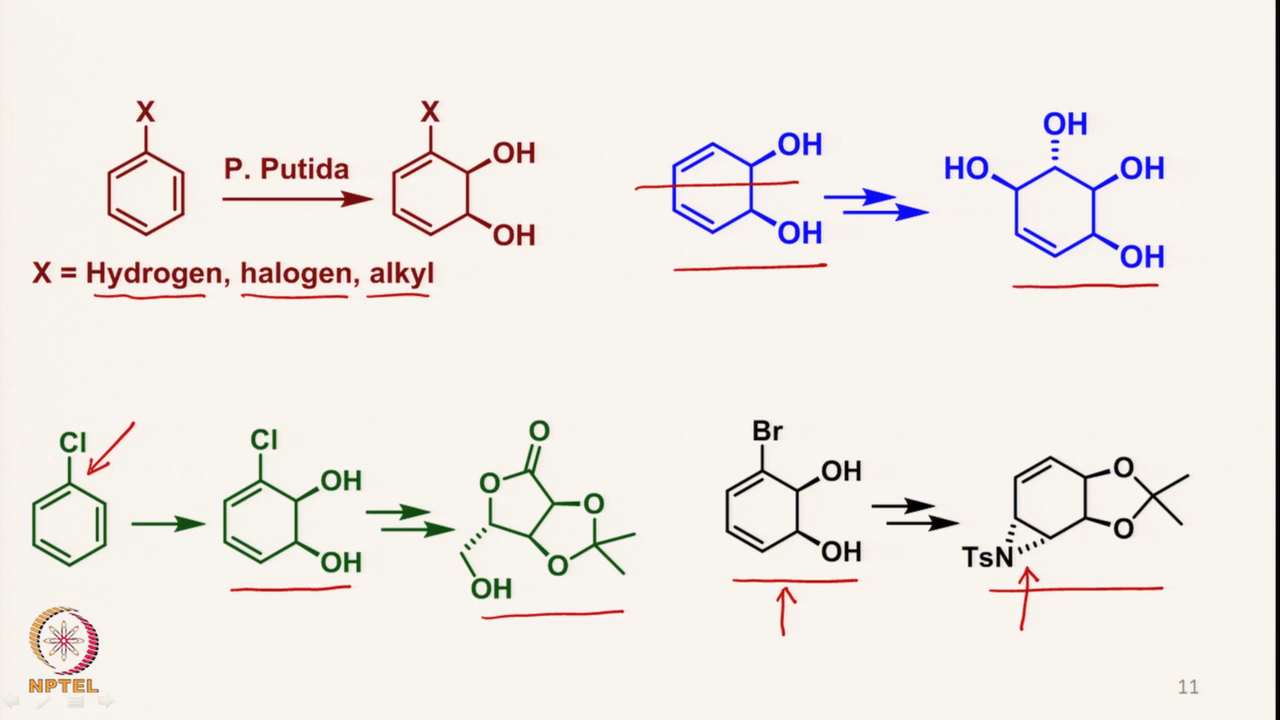 X
P. Putida
X
OH
OH
X = Hydrogen, halogen, alkyl
OH
OH
OH
HO
OH
OH
Cl
Cl
OH
OH
O
O
O
O
OH
Br
OH
OH
O
O
TsN
NPTEL
11